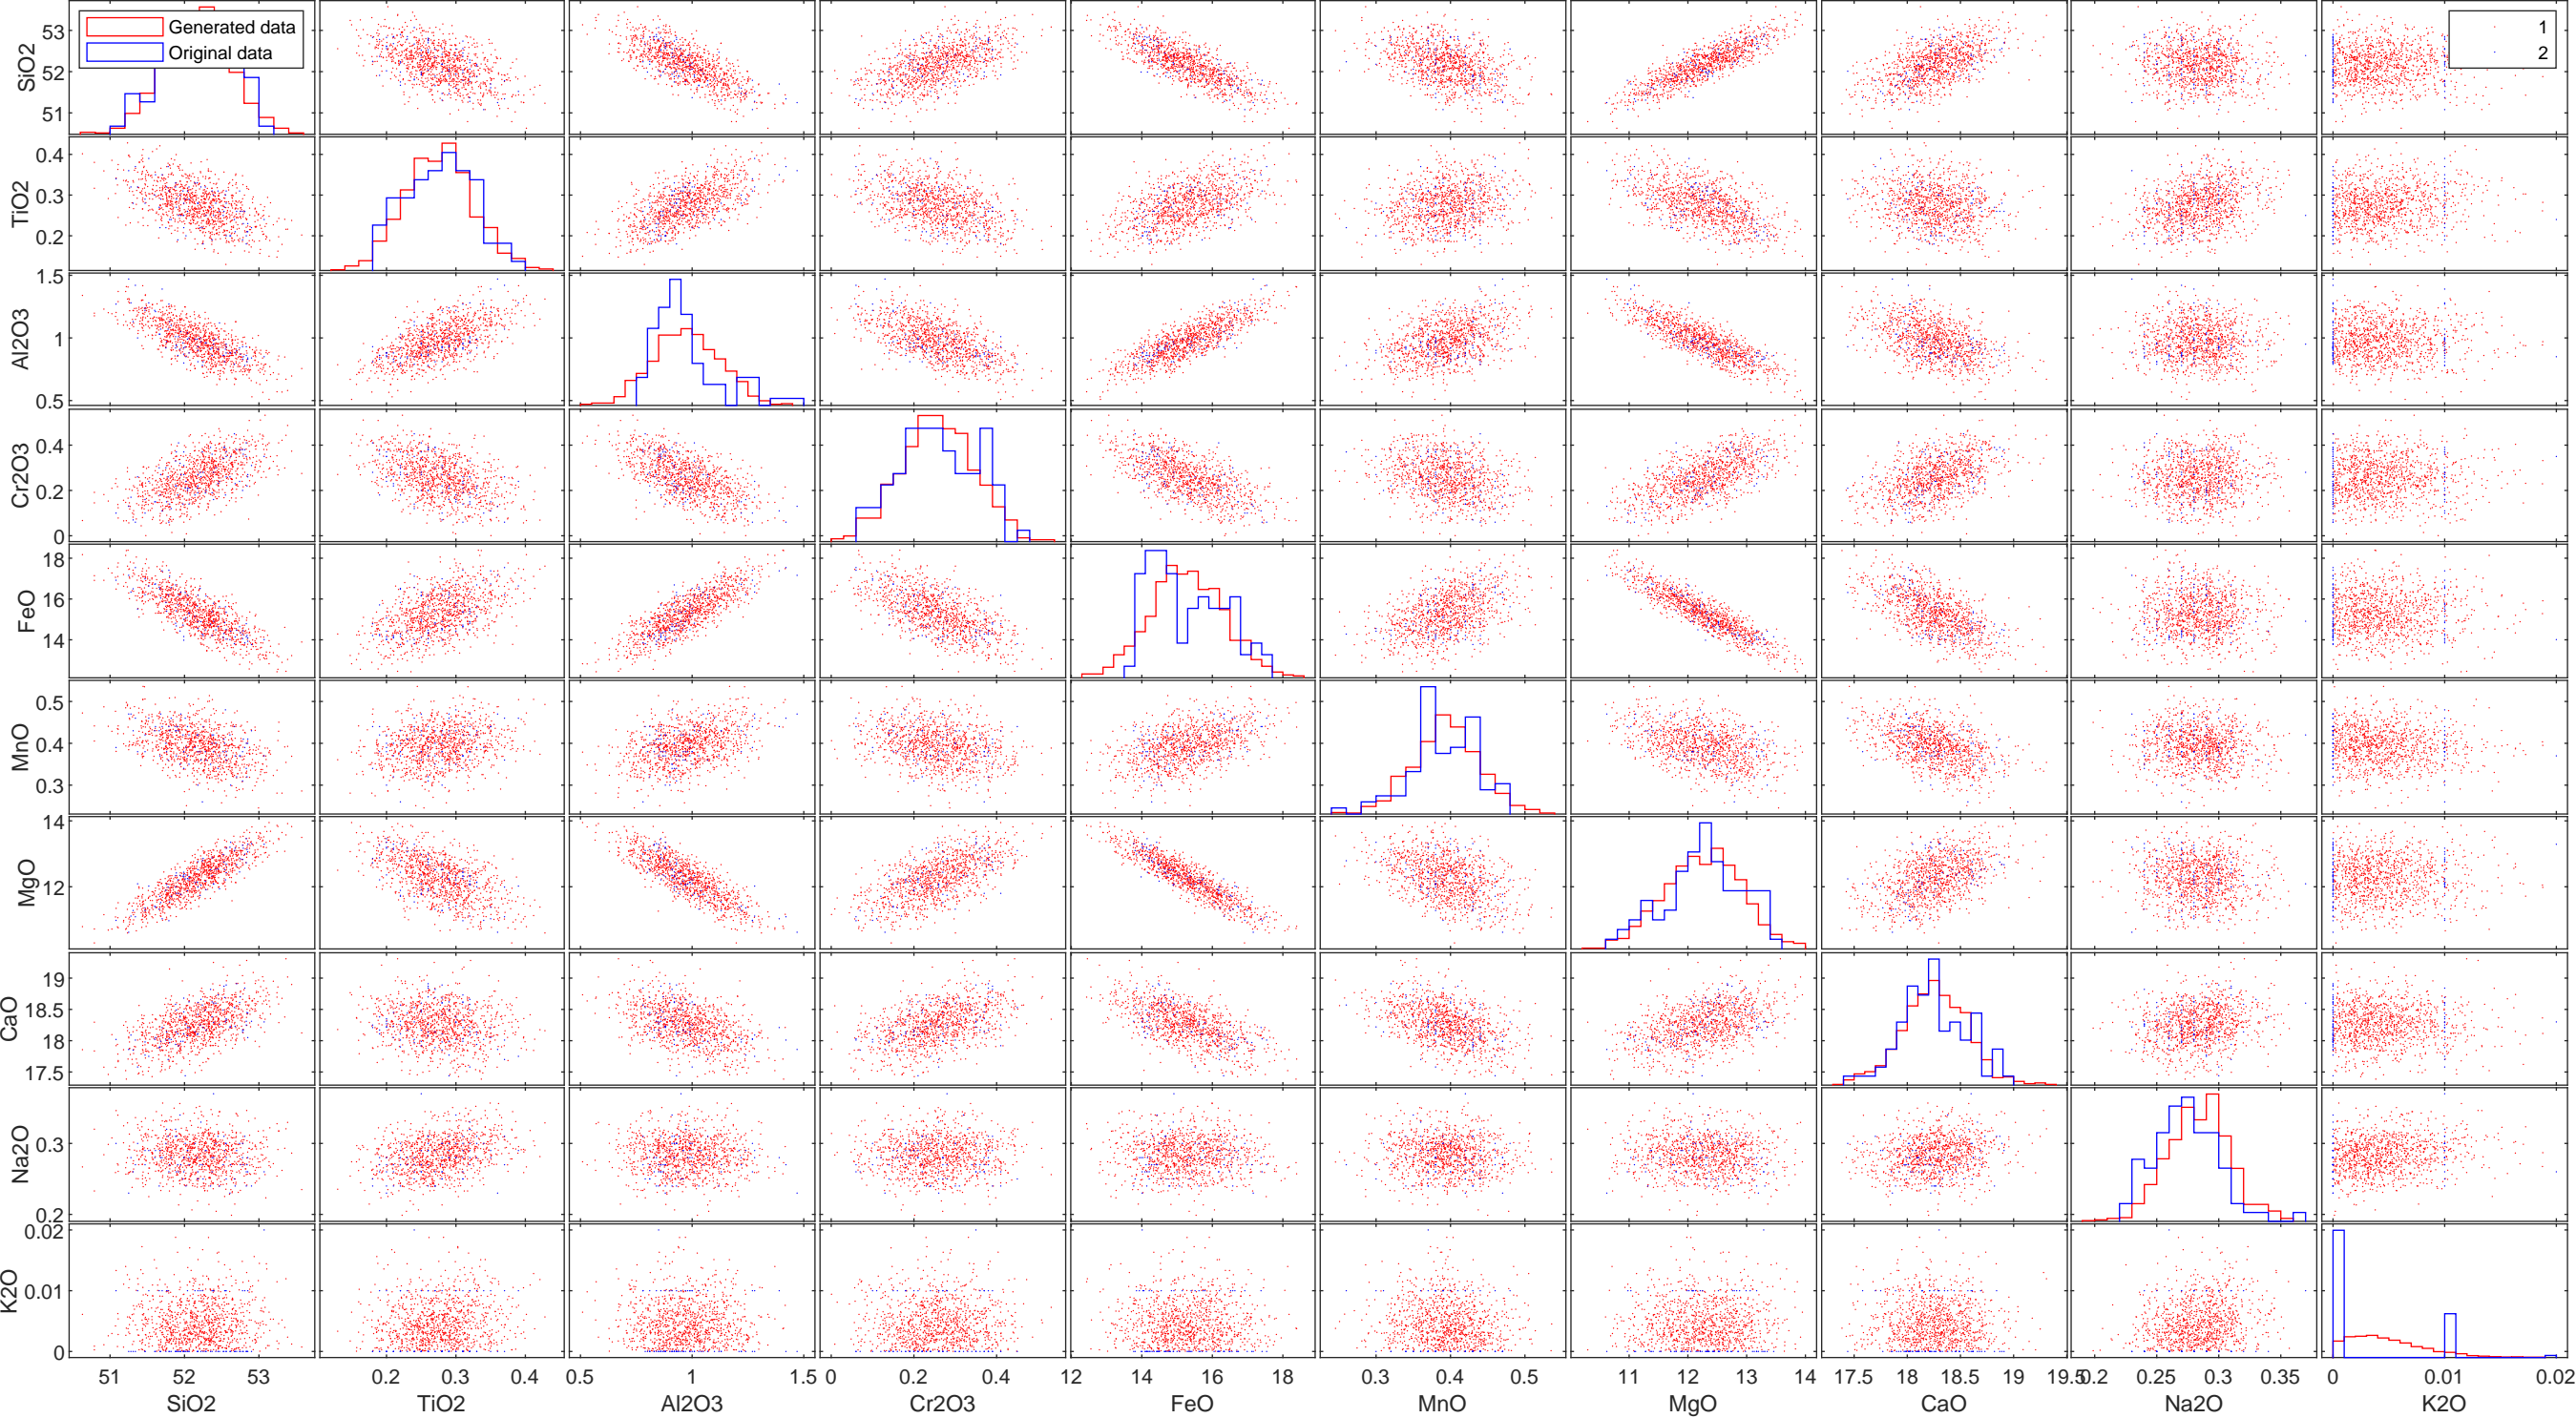 Generated data
Original data
1
2
SiO2
53
52
51
TiO2
0.4
0.3
0.2
Al2O3
1.5
1
0.5
Cr2O3
0.4
0.2
0
FeO
18
16
14
MnO
0.5
0.4
0.3
MgO
14
12
CaO
19
18.5
18
17.5
Na2O
0.3
0.2
K2O
0.02
0.01
0
51 52 53 0.2 0.3 0.4 0.5 1 1.5 0 0.2 0.4 12 14 16 18 0.3 0.4 0.5 11 12 13 14 17.5 18 18.5 19 19.5 0.2 0.25 0.3 0.35 0 0.01 0.02
SiO2 TiO2 Al2O3 Cr2O3 FeO MnO MgO CaO Na2O K2O